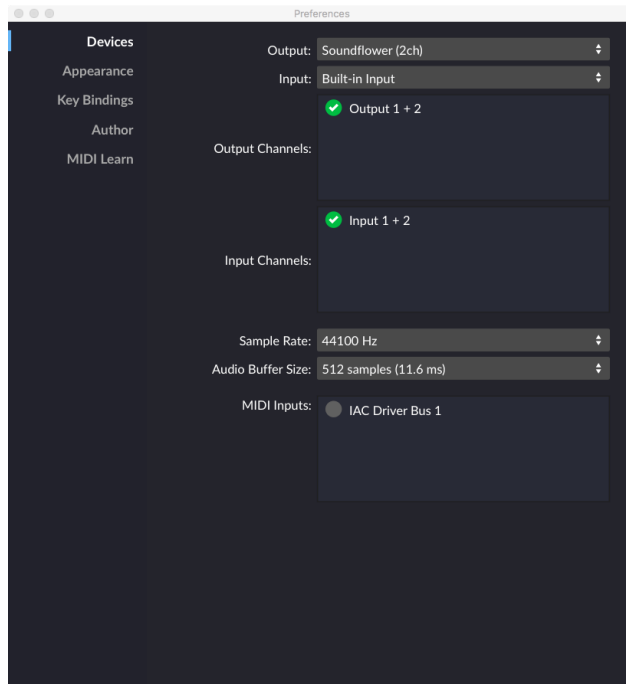 Preferences
Devices
Appearance
Key Bindings
Author
MIDI Learn
Output: Soundflower (2ch)
Input: Built-in Input
Output Channels:
Output 1 + 2
Input Channels:
Input 1 + 2
Sample Rate: 44100 Hz
Audio Buffer Size: 512 samples (11.6 ms)
MIDI Inputs:
IAC Driver Bus 1